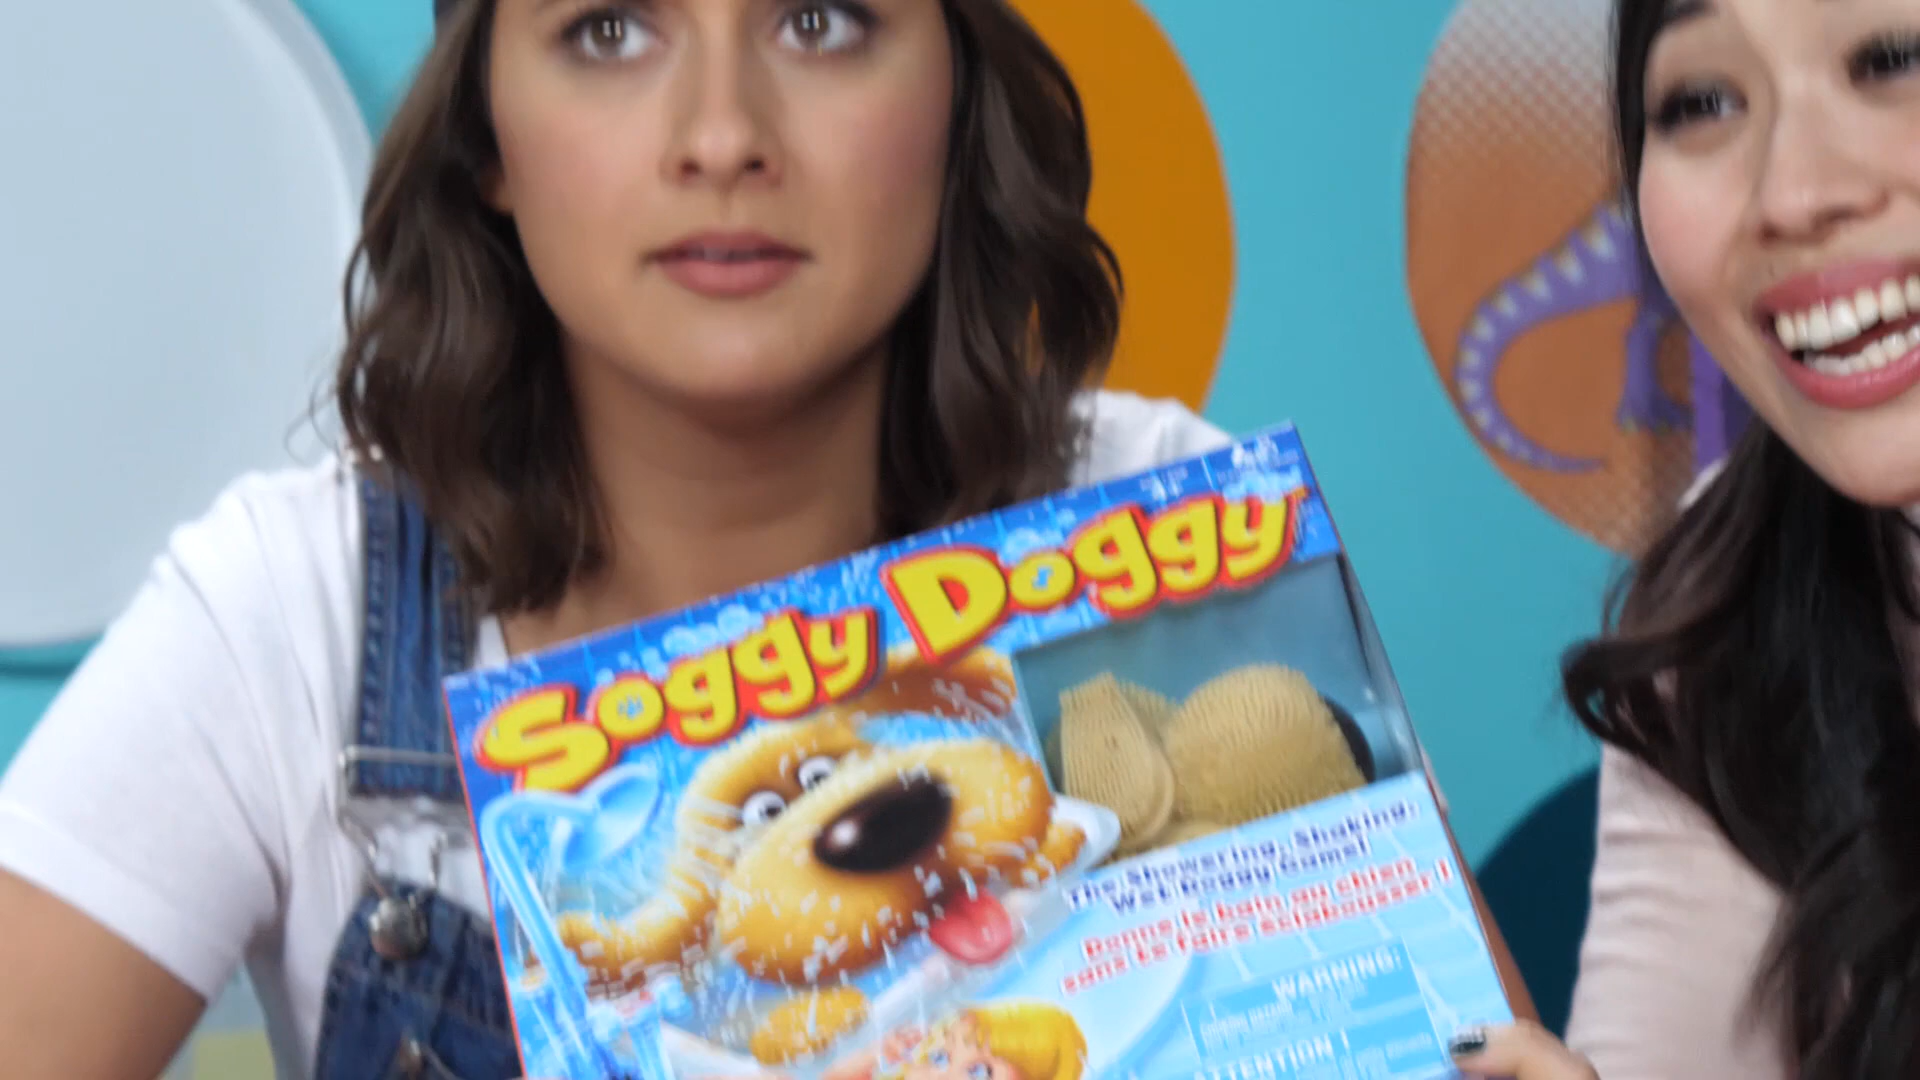 Soggy Doggy
The Showering, Shaking,
Wet Doggy Game!
Donne le bain au chien
sans te faire éclabousser !
WARNING:
ATTENTION !